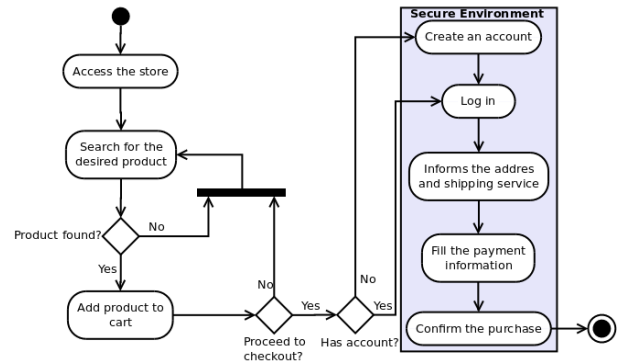 Secure Environment
Create an account
Access the store
Log in
Search for the
desired product
Informs the addres
and shipping service
Product found?
No
Yes
Fill the payment
information
No
No
Add product to
cart
Yes
Yes
Proceed to
checkout?
Has account?
Confirm the purchase